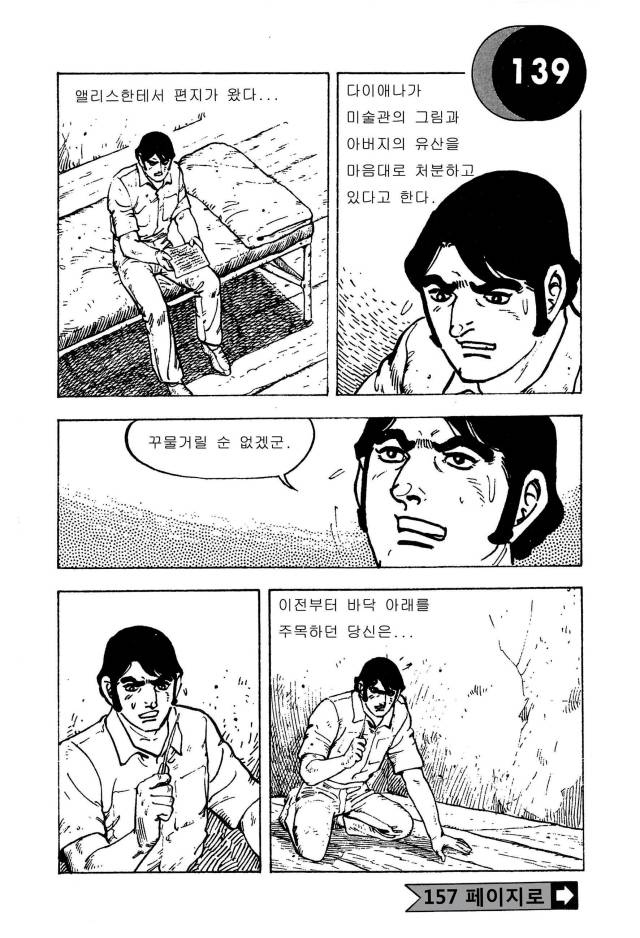 139
앨리스한테서 편지가 왔다...
다이애나가
미술관의 그림과
아버지의 유산을
마음대로 처분하고
있다고 한다.
꾸물거릴 순 없겠군.
이전부터 바닥 아래를
주목하던 당신은...
157 페이지로